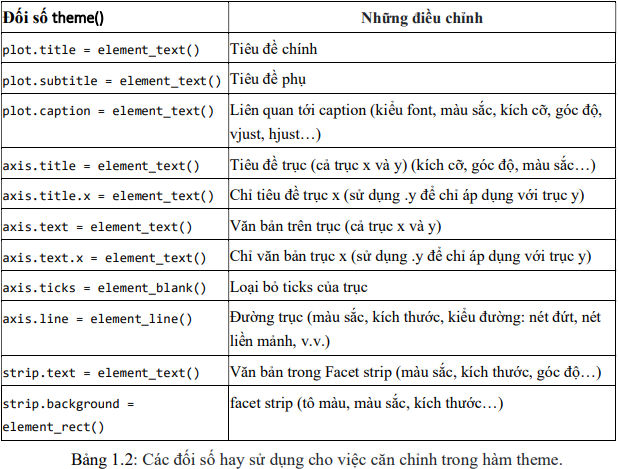 Đối số theme() Những điều chỉnh
plot.title = element_text() Tiêu đề chính
plot.subtitle = element_text() Tiêu đề phụ
plot.caption = element_text() Liên quan tới caption (kiểu font, màu sắc, kích cỡ, góc độ,
vjust, hjust…)
axis.title = element_text() Tiêu đề trục (cả trục x và y) (kích cỡ, góc độ, màu sắc…)
axis.title.x = element_text() Chỉ tiêu đề trục x (sử dụng .y để chỉ áp dụng với trục y)
axis.text = element_text() Văn bản trên trục (cả trục x và y)
axis.text.x = element_text() Chỉ văn bản trục x (sử dụng .y để chỉ áp dụng với trục y)
axis.ticks = element_blank() Loại bỏ ticks của trục
axis.line = element_line() Đường trục (màu sắc, kích thước, kiểu đường: nét đứt, nét
liền mảnh, v.v.)
strip.text = element_text() Văn bản trong Facet strip (màu sắc, kích thước, góc độ…)
strip.background = facet strip (tô màu, màu sắc, kích thước…)
element_rect()
Bảng 1.2: Các đối số hay sử dụng cho việc căn chỉnh trong hàm theme.